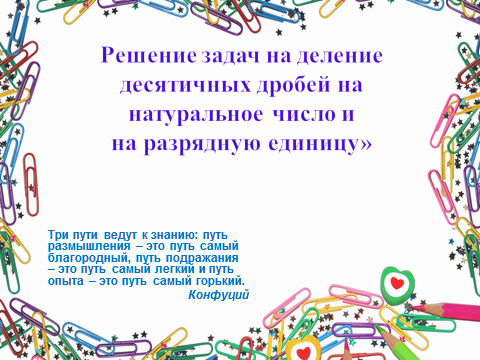 Решение задач на деление
десятичных дробей на
натуральное число и
на разрядную единицу»
Три пути ведут к знанию: путь
размышления – это путь самый
благородный, путь подражания
– это путь самый легкий и путь
опыта – это путь самый горький.
Конфуций